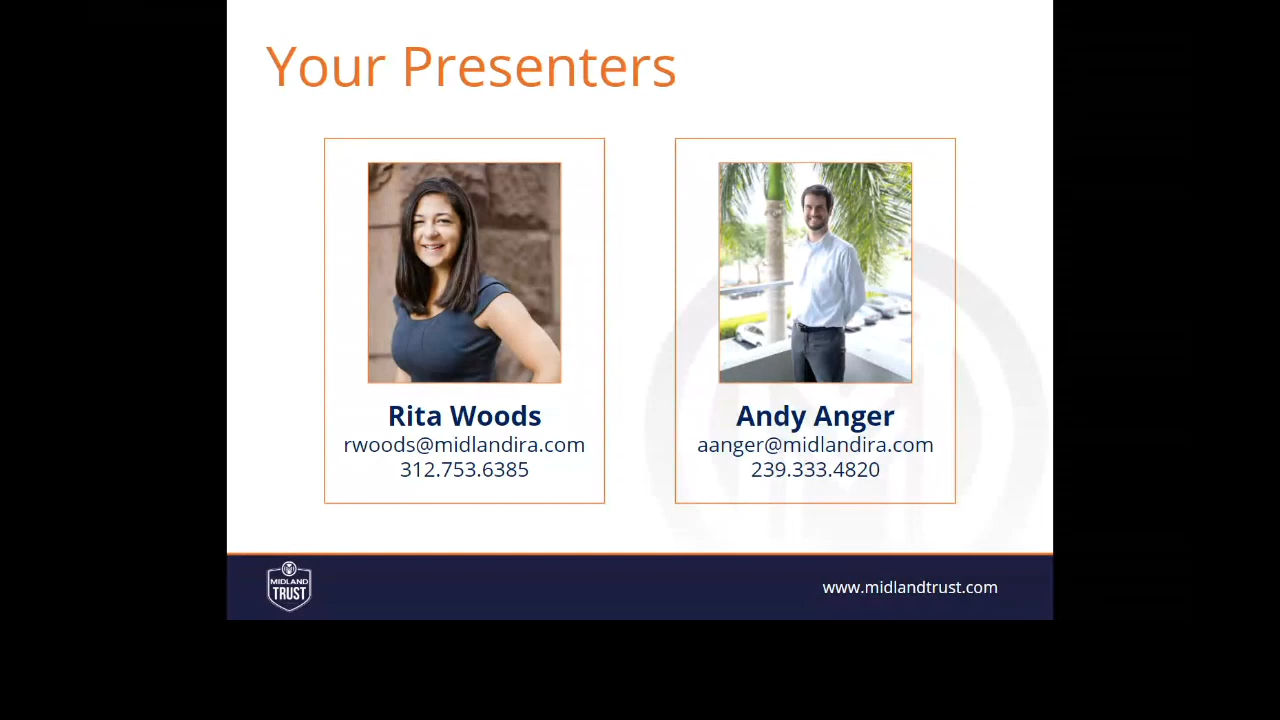 Your Presenters
Rita Woods
rwoods@midlandira.com
312.753.6385
Andy Anger
aanger@midlandira.com
239.333.4820
MIDLAND
TRUST
www.midlandtrust.com